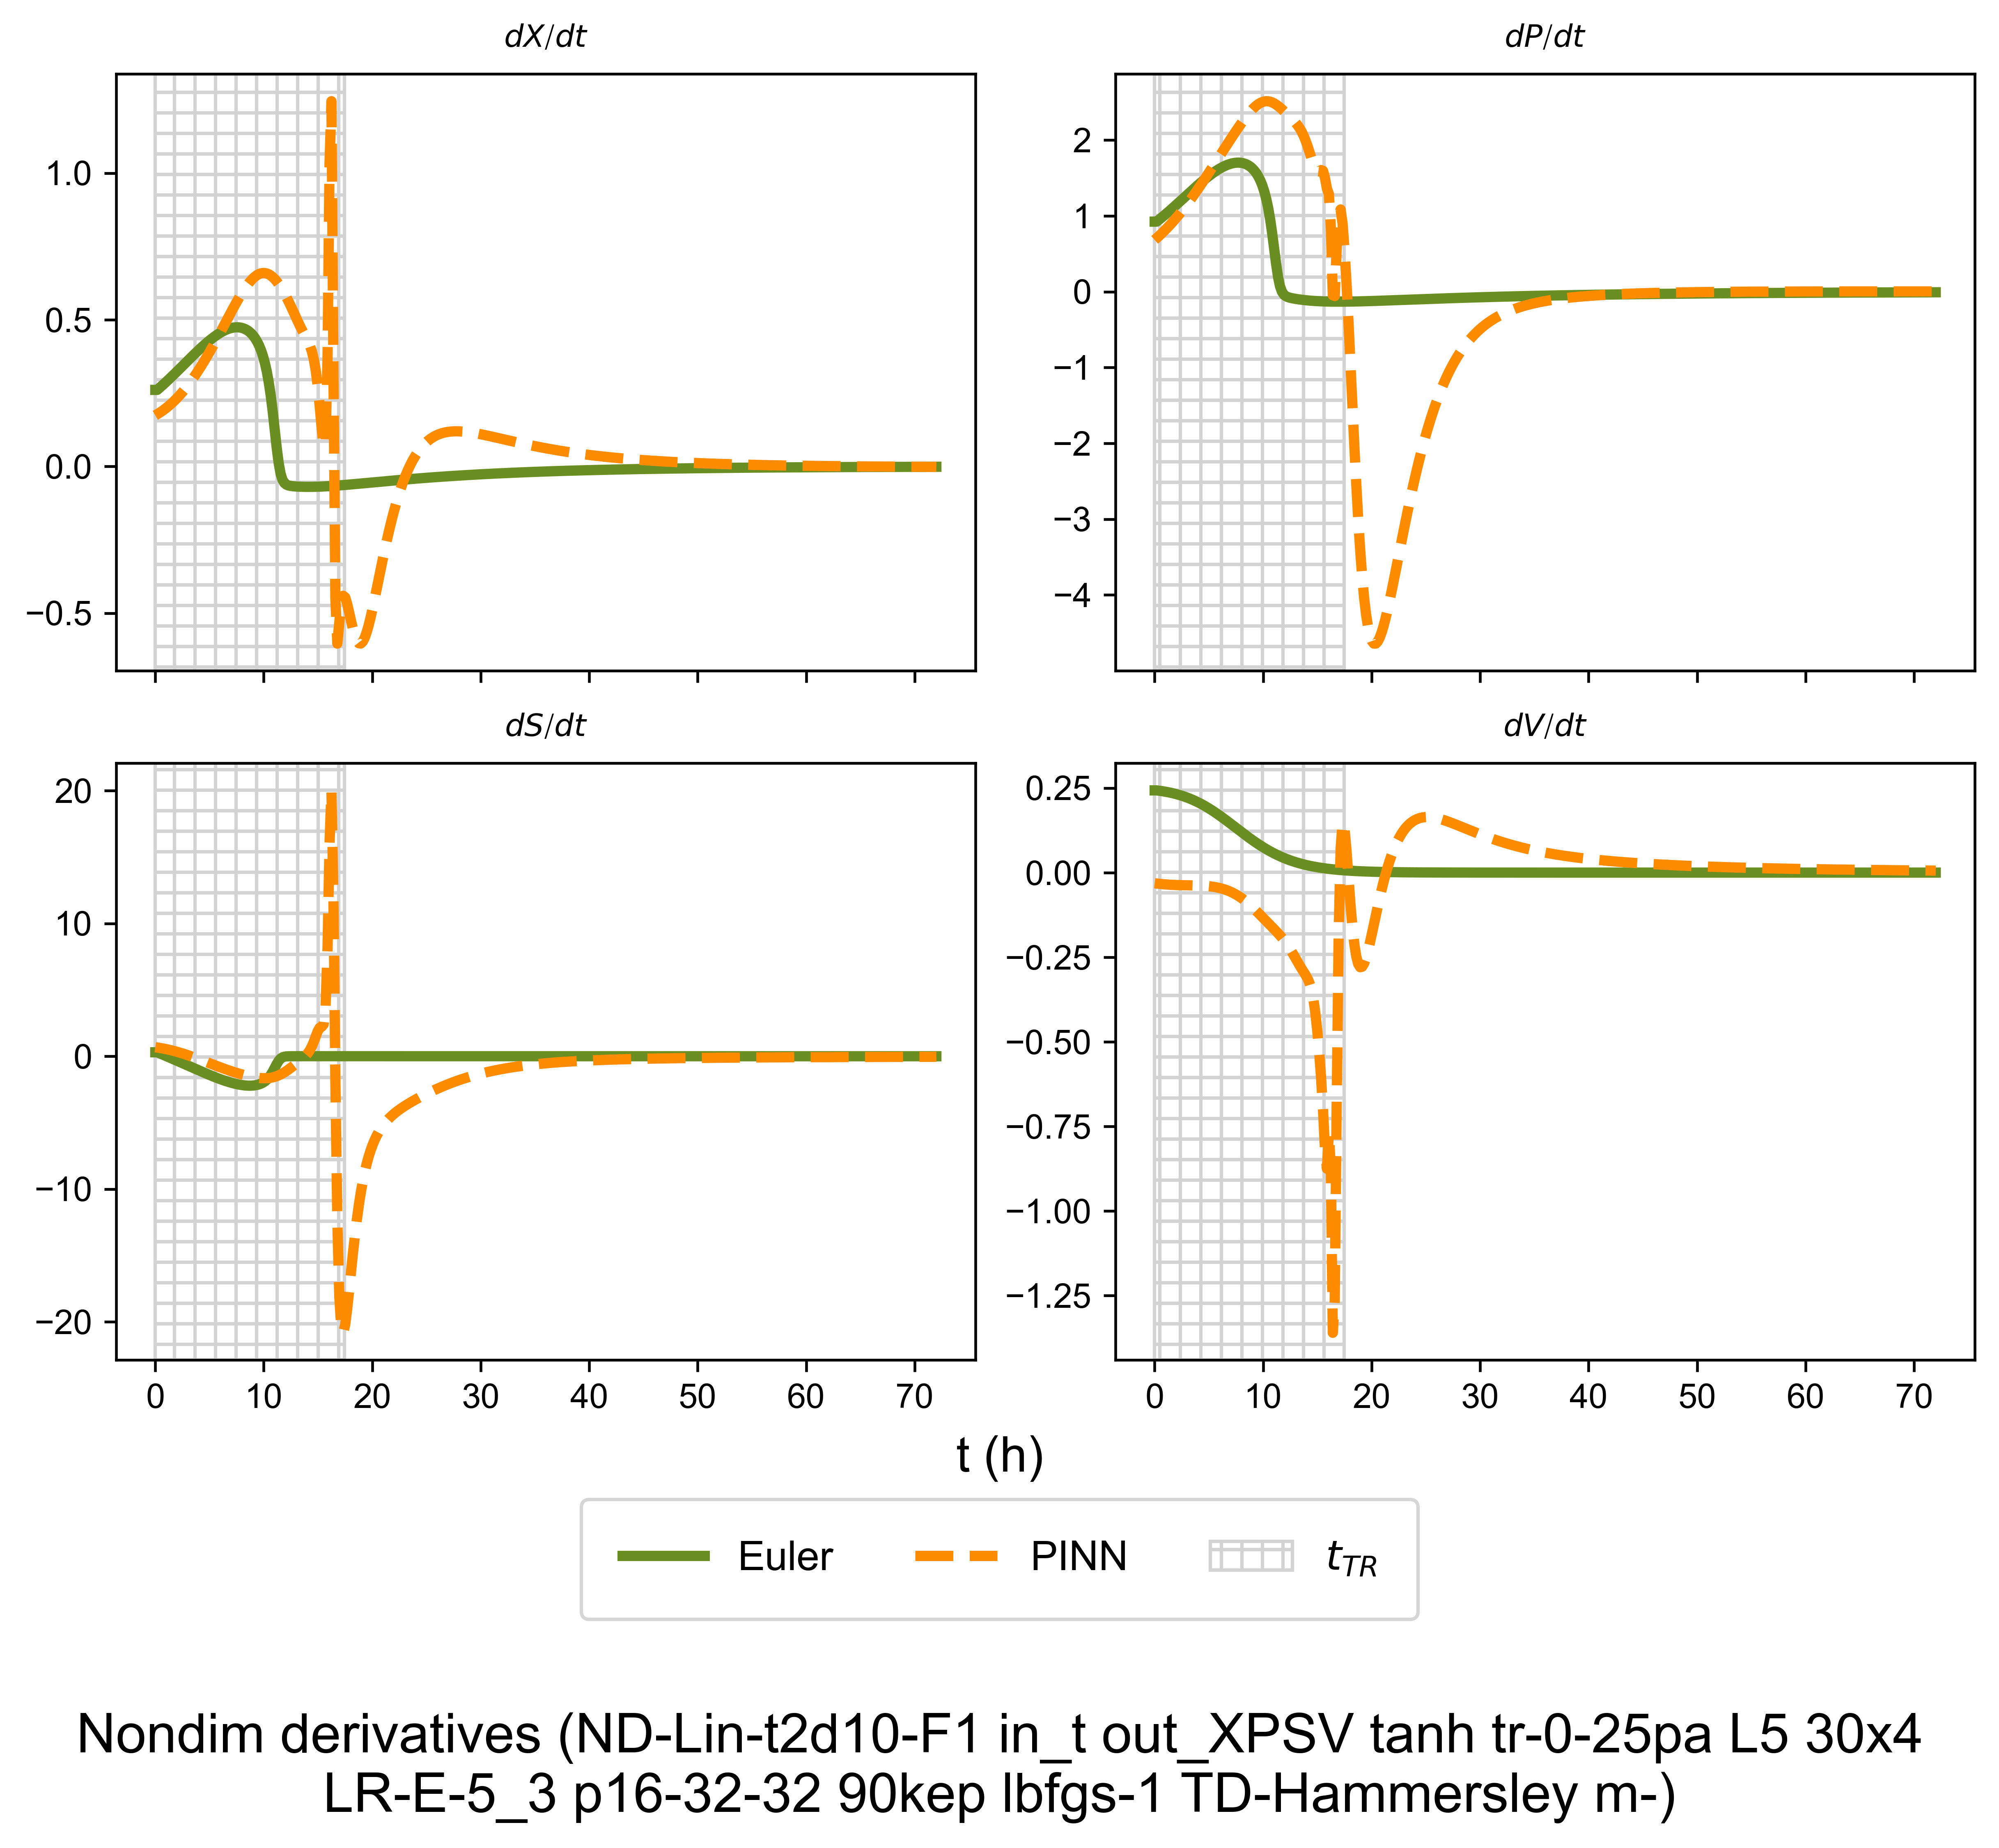 dX/dt
dP/dt
1.0
0.5
0.0
−0.5
2
1
0
−1
−2
−3
−4
dS/dt
dV/dt
20
10
0
−10
−20
0 10 20 30 40 50 60 70
0.25
0.00
−0.25
−0.50
−0.75
−1.00
−1.25
0 10 20 30 40 50 60 70
t (h)
Euler PINN t_TR
Nondim derivatives (ND-Lin-t2d10-F1 in_t out_XPSV tanh tr-0-25pa L5 30x4
LR-E-5_3 p16-32-32 90kep lbfgs-1 TD-Hammersley m-)